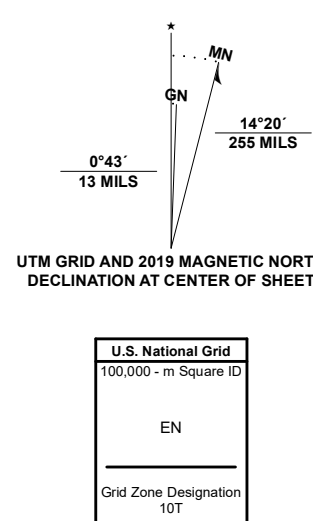 ★
MN
GN
14°20´
255 MILS
0°43´
13 MILS
UTM GRID AND 2019 MAGNETIC NORT
DECLINATION AT CENTER OF SHEET
U.S. National Grid
100,000 - m Square ID
EN
Grid Zone Designation
10T